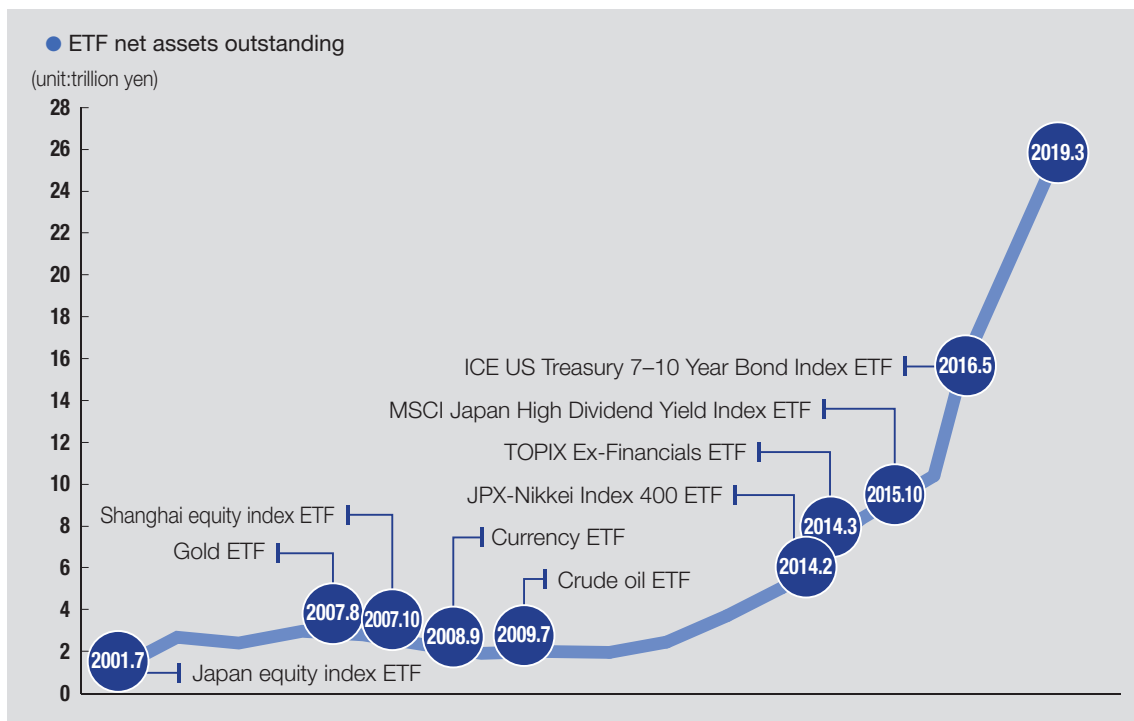 ETF net assets outstanding
(unit:trillion yen)
28
26
24
22
20
18
16
14
12
10
8
6
4
2
0
2019.3
ICE US Treasury 7–10 Year Bond Index ETF
2016.5
MSCI Japan High Dividend Yield Index ETF
2015.10
TOPIX Ex-Financials ETF
2014.3
JPX-Nikkei Index 400 ETF
2014.2
Shanghai equity index ETF
2007.10
Gold ETF
2007.8
Currency ETF
2008.9
Crude oil ETF
2009.7
2001.7
Japan equity index ETF